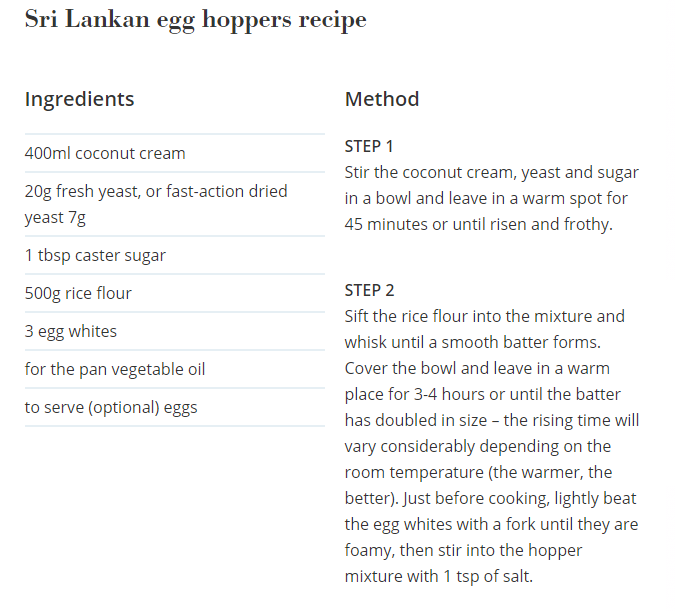 Sri Lankan egg hoppers recipe
Ingredients
400ml coconut cream
20g fresh yeast, or fast-action dried
yeast 7g
1 tbsp caster sugar
500g rice flour
3 egg whites
for the pan vegetable oil
to serve (optional) eggs
Method
STEP 1
Stir the coconut cream, yeast and sugar
in a bowl and leave in a warm spot for
45 minutes or until risen and frothy.
STEP 2
Sift the rice flour into the mixture and
whisk until a smooth batter forms.
Cover the bowl and leave in a warm
place for 3-4 hours or until the batter
has doubled in size – the rising time will
vary considerably depending on the
room temperature (the warmer, the
better). Just before cooking, lightly beat
the egg whites with a fork until they are
foamy, then stir into the hopper
mixture with 1 tsp of salt.